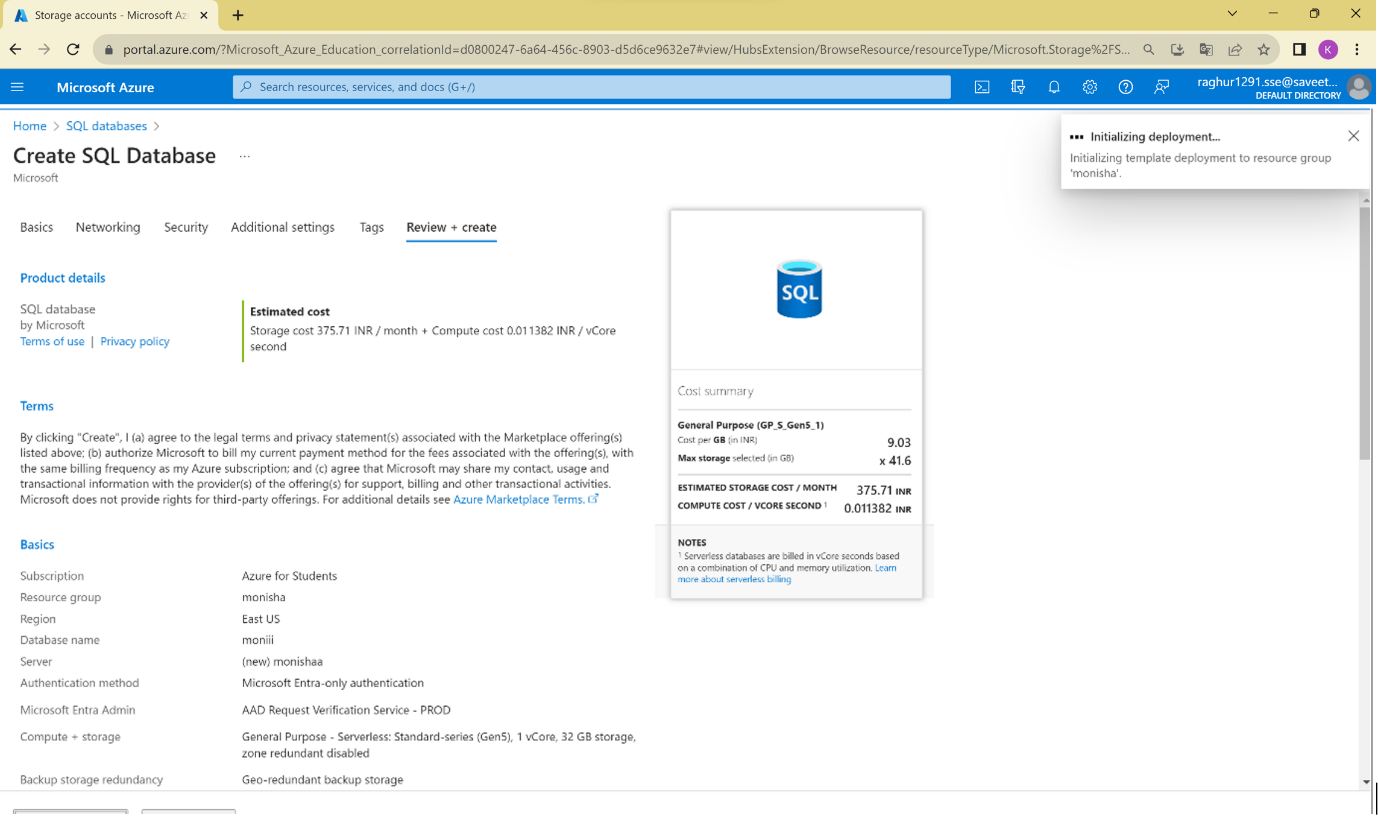 Storage accounts - Microsoft Az
portal.azure.com/?Microsoft_Azure_Education_correlationId=d0800247-6a64-456c-8903-d5d6ce9632e7#view/HubsExtension/BrowseResource/resourceType/Microsoft.Storage%2FS...
K
Microsoft Azure
Search resources, services, and docs (G+/)
raghur1291.sse@saveet...
DEFAULT DIRECTORY
Home > SQL databases >
Initializing deployment...
Initializing template deployment to resource group
'monisha'.
Create SQL Database ...
Microsoft
Basics Networking Security Additional settings Tags Review + create
Product details
SQL database
by Microsoft
Terms of use | Privacy policy
Estimated cost
Storage cost 375.71 INR / month + Compute cost 0.011382 INR / vCore
second
Terms
By clicking "Create", I (a) agree to the legal terms and privacy statement(s) associated with the Marketplace offering(s)
listed above; (b) authorize Microsoft to bill my current payment method for the fees associated with the offering(s), with
the same billing frequency as my Azure subscription; and (c) agree that Microsoft may share my contact, usage and
transactional information with the provider(s) of the offering(s) for support, billing and other transactional activities.
Microsoft does not provide rights for third-party offerings. For additional details see Azure Marketplace Terms.
Basics
Subscription Azure for Students
Resource group monisha
Region East US
Database name moniii
Server (new) monishaa
Authentication method Microsoft Entra-only authentication
Microsoft Entra Admin AAD Request Verification Service - PROD
Compute + storage General Purpose - Serverless: Standard-series (Gen5), 1 vCore, 32 GB storage,
zone redundant disabled
Backup storage redundancy Geo-redundant backup storage
SQL
Cost summary
General Purpose (GP_S_Gen5_1)
Cost per GB (in INR) 9.03
Max storage selected (in GB) x 41.6
ESTIMATED STORAGE COST / MONTH 375.71 INR
COMPUTE COST / VCORE SECOND 1 0.011382 INR
NOTES
1 Serverless databases are billed in vCore seconds based
on a combination of CPU and memory utilization. Learn
more about serverless billing